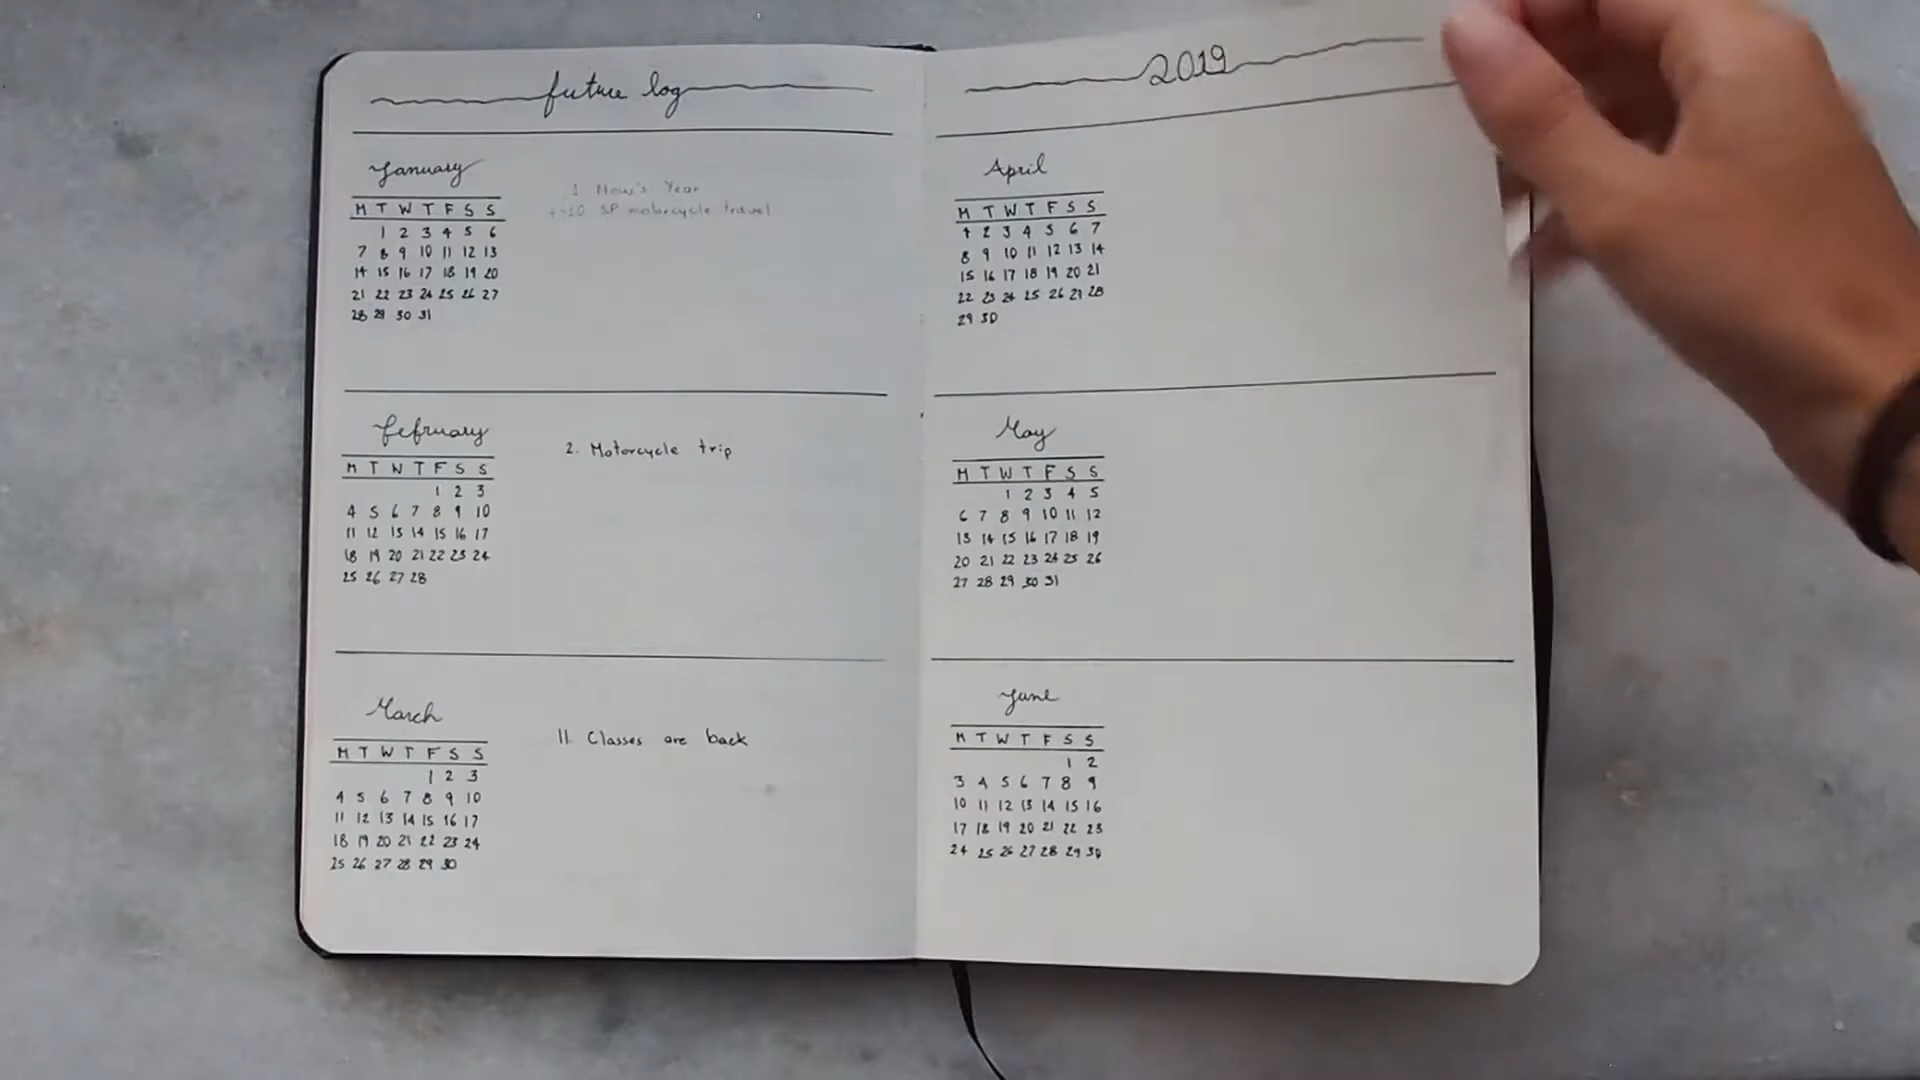 future log
January
M T W T F S S
1 2 3 4 5 6
7 8 9 10 11 12 13
14 15 16 17 18 19 20
21 22 23 24 25 26 27
28 29 30 31
1 New's Year
7-10 SP motorcycle travel
February
M T W T F S S
1 2 3
4 5 6 7 8 9 10
11 12 13 14 15 16 17
18 19 20 21 22 23 24
25 26 27 28
2. Motorcycle trip
March
M T W T F S S
1 2 3
4 5 6 7 8 9 10
11 12 13 14 15 16 17
18 19 20 21 22 23 24
25 26 27 28 29 30
11. Classes are back
2019
April
M T W T F S S
1 2 3 4 5 6 7
8 9 10 11 12 13 14
15 16 17 18 19 20 21
22 23 24 25 26 27 28
29 30
May
M T W T F S S
1 2 3 4 5
6 7 8 9 10 11 12
13 14 15 16 17 18 19
20 21 22 23 24 25 26
27 28 29 30 31
June
M T W T F S S
1 2
3 4 5 6 7 8 9
10 11 12 13 14 15 16
17 18 19 20 21 22 23
24 25 26 27 28 29 30